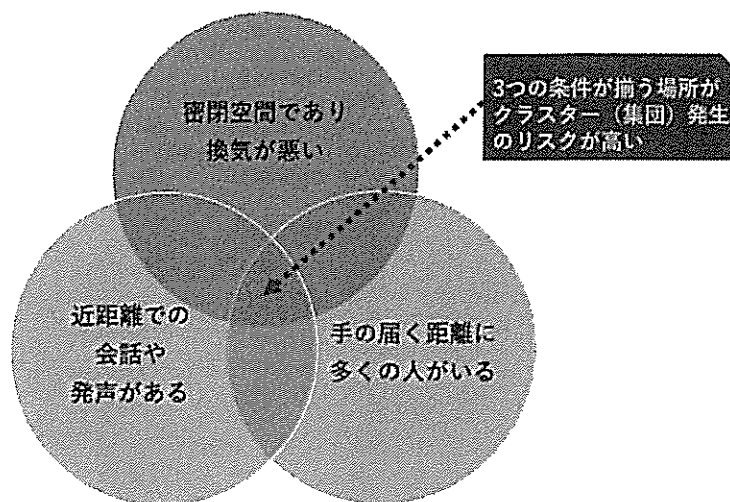 密閉空間であり
換気が悪い
3つの条件が揃う場所が
クラスター（集団）発生
のリスクが高い
近距離での
会話や
発声がある
手の届く距離に
多くの人がいる